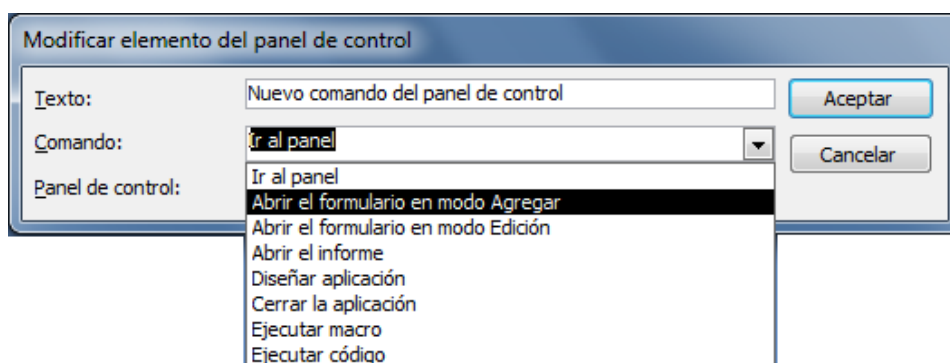 Modificar elemento del panel de control
Texto: Nuevo comando del panel de control Aceptar
Comando: Ir al panel Cancelar
Panel de control:
Ir al panel
Abrir el formulario en modo Agregar
Abrir el formulario en modo Edición
Abrir el informe
Diseñar aplicación
Cerrar la aplicación
Ejecutar macro
Ejecutar código